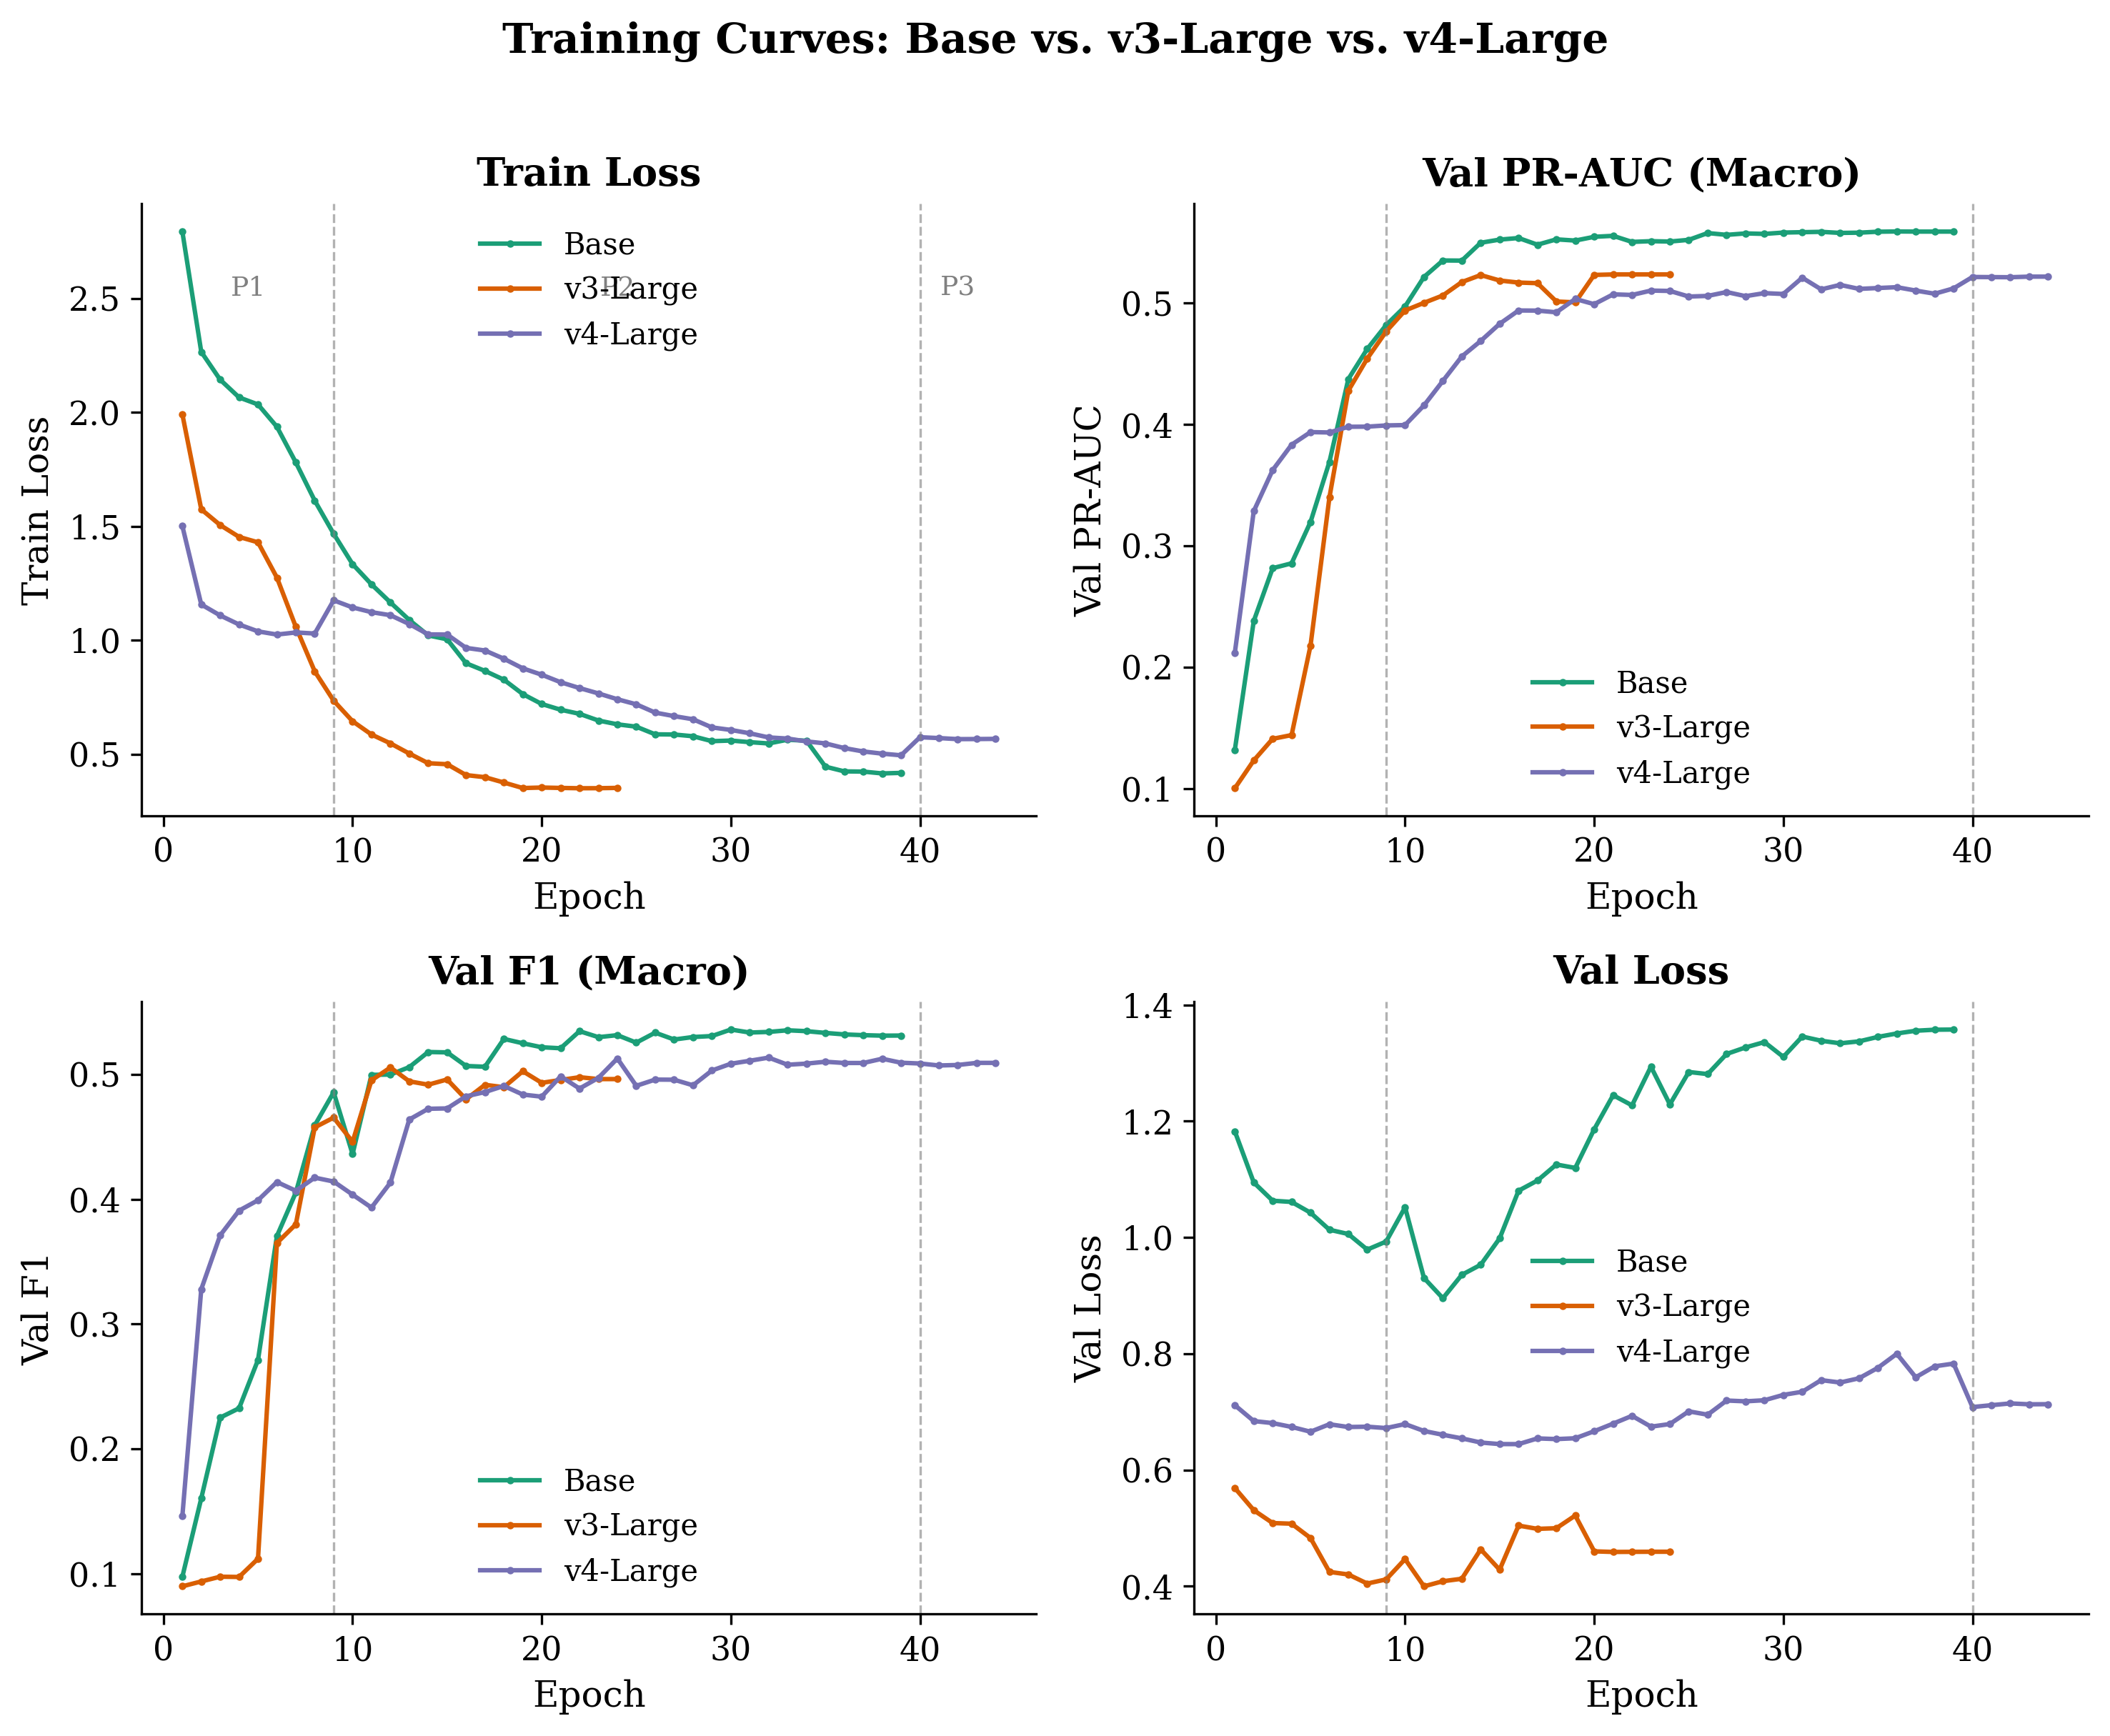 Training Curves: Base vs. v3-Large vs. v4-Large
Train Loss
Base
v3-Large
v4-Large
P1
P2
P3
2.5
2.0
1.5
1.0
0.5
Train Loss
0
10
20
30
40
Epoch
Val PR-AUC (Macro)
0.5
0.4
0.3
0.2
0.1
Val PR-AUC
Base
v3-Large
v4-Large
0
10
20
30
40
Epoch
Val F1 (Macro)
0.5
0.4
0.3
0.2
0.1
Val F1
Base
v3-Large
v4-Large
0
10
20
30
40
Epoch
Val Loss
1.4
1.2
1.0
0.8
0.6
0.4
Val Loss
Base
v3-Large
v4-Large
0
10
20
30
40
Epoch